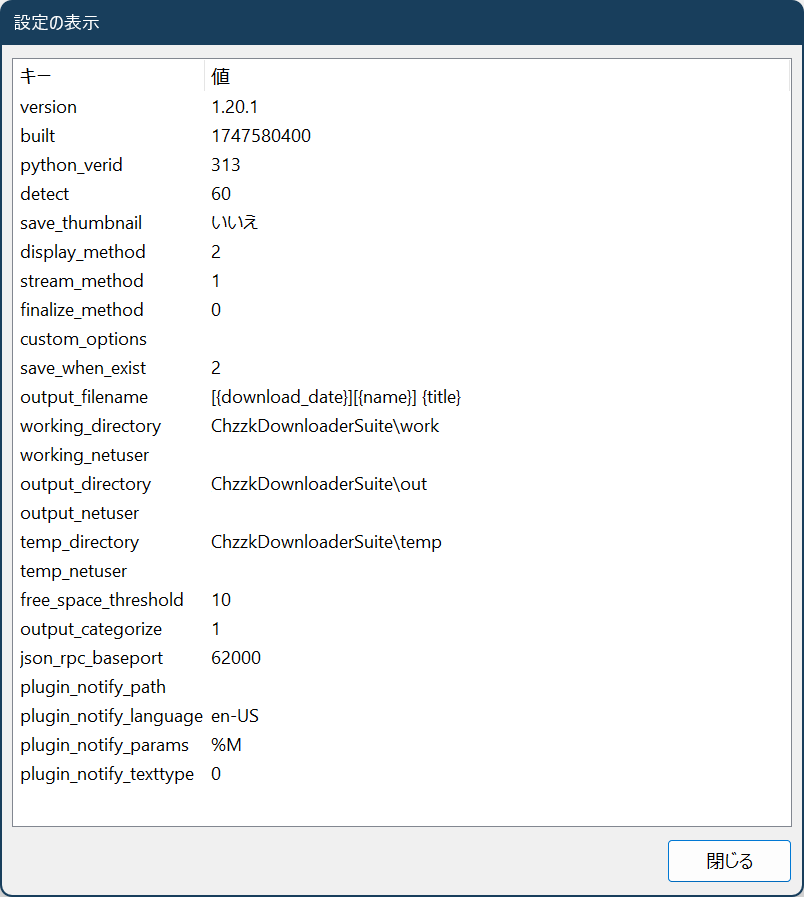 設定の表示
キー 値
version 1.20.1
built 1747580400
python_verid 313
detect 60
save_thumbnail いいえ
display_method 2
stream_method 1
finalize_method 0
custom_options
save_when_exist 2
output_filename [{download_date}][{name}] {title}
working_directory ChzzkDownloaderSuite\work
working_netuser
output_directory ChzzkDownloaderSuite\out
output_netuser
temp_directory ChzzkDownloaderSuite\temp
temp_netuser
free_space_threshold 10
output_categorize 1
json_rpc_baseport 62000
plugin_notify_path
plugin_notify_language en-US
plugin_notify_params %M
plugin_notify_texttype 0
閉じる